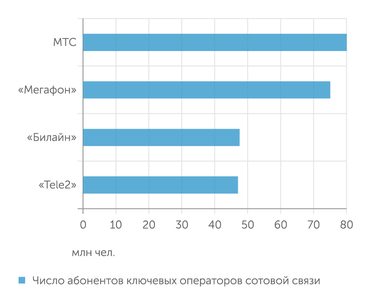 МТС
«Мегафон»
«Билайн»
«Tele2»
0 10 20 30 40 50 60 70 80
млн чел.
Число абонентов ключевых операторов сотовой связи